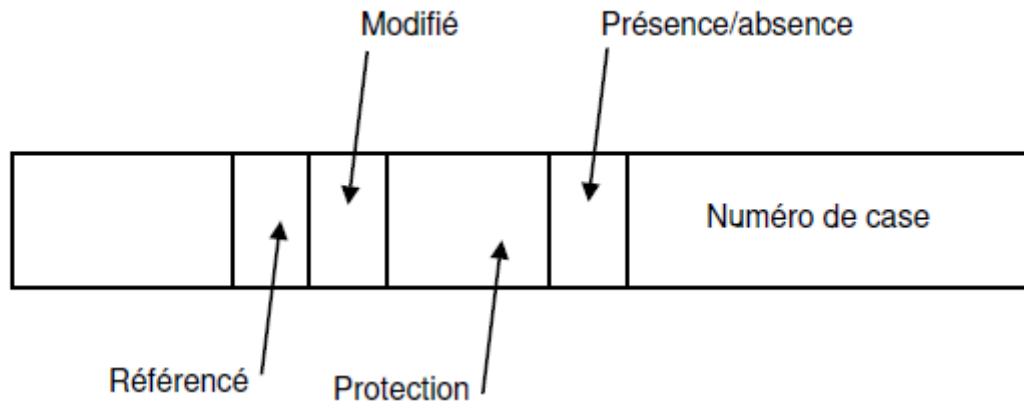 Modifié
Présence/absence
Numéro de case
Référencé
Protection